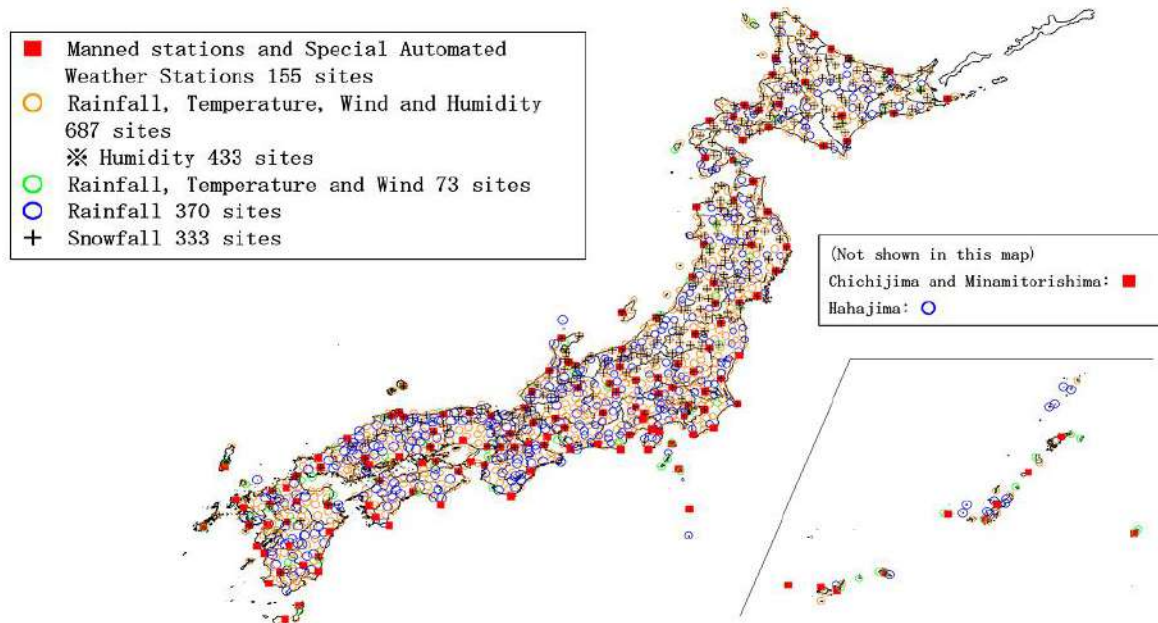 Manned stations and Special Automated
Weather Stations 155 sites
Rainfall, Temperature, Wind and Humidity
687 sites
※ Humidity 433 sites
Rainfall, Temperature and Wind 73 sites
Rainfall 370 sites
Snowfall 333 sites
(Not shown in this map)
Chichijima and Minamitorishima:
Hahajima: